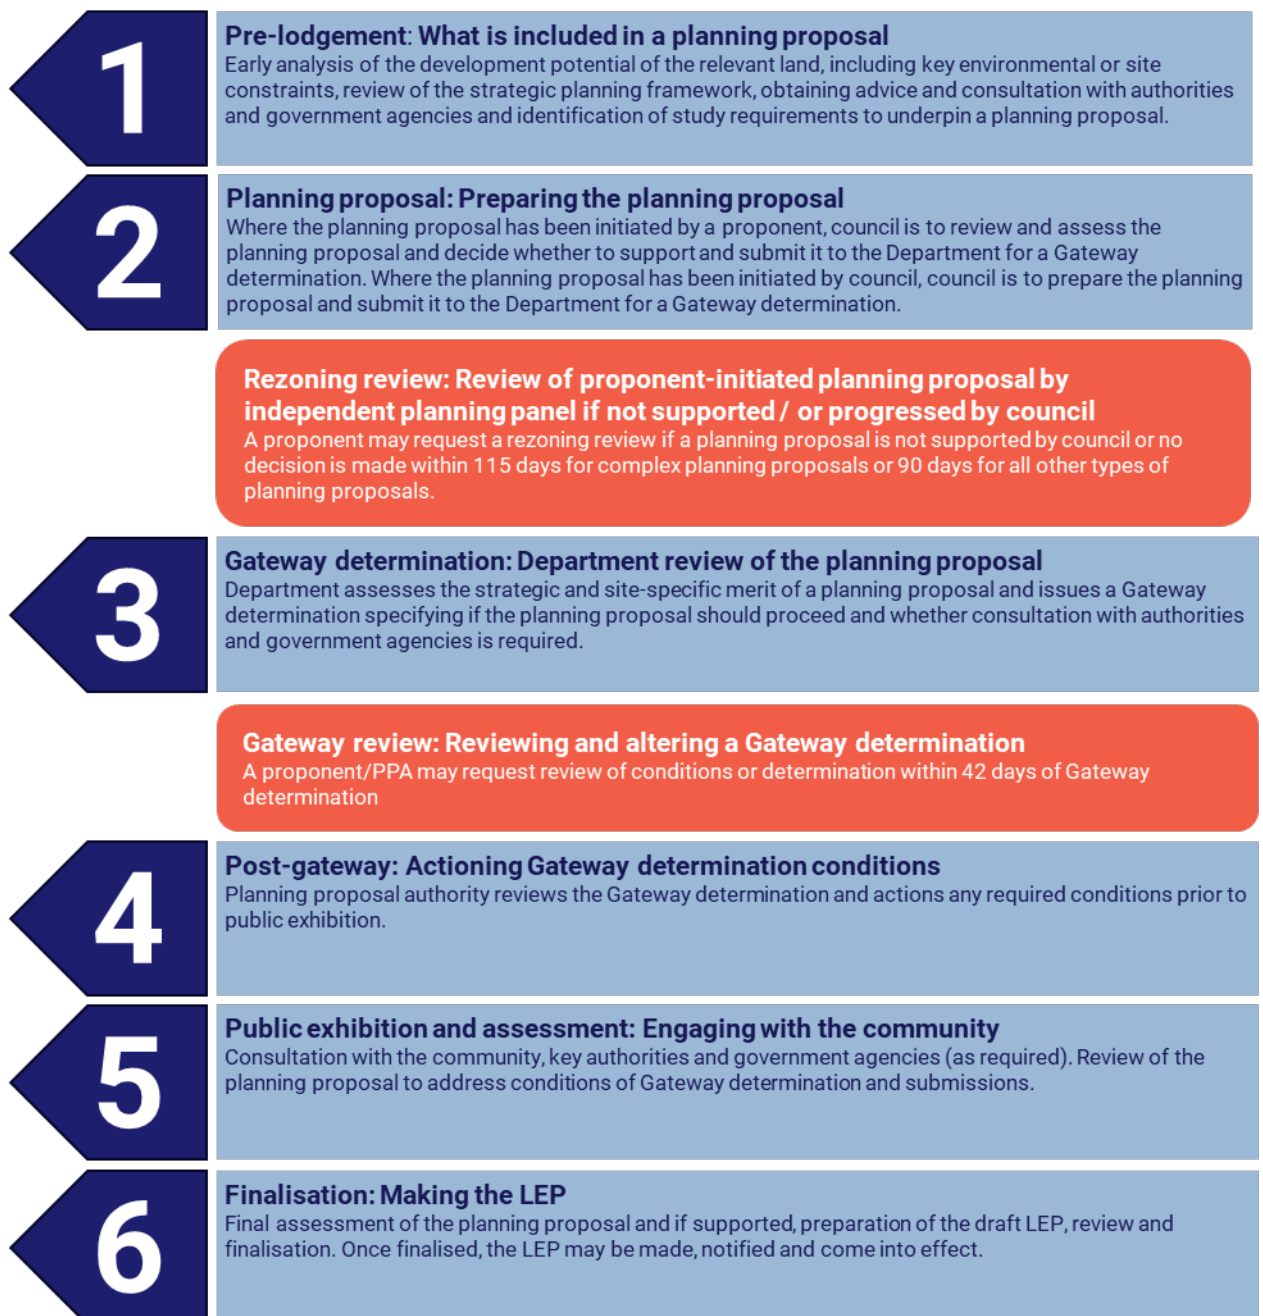 1
Pre-lodgement: What is included in a planning proposal
Early analysis of the development potential of the relevant land, including key environmental or site
constraints, review of the strategic planning framework, obtaining advice and consultation with authorities
and government agencies and identification of study requirements to underpin a planning proposal.
2
Planning proposal: Preparing the planning proposal
Where the planning proposal has been initiated by a proponent, council is to review and assess the
planning proposal and decide whether to support and submit it to the Department for a Gateway
determination. Where the planning proposal has been initiated by council, council is to prepare the planning
proposal and submit it to the Department for a Gateway determination.
Rezoning review: Review of proponent-initiated planning proposal by
independent planning panel if not supported / or progressed by council
A proponent may request a rezoning review if a planning proposal is not supported by council or no
decision is made within 115 days for complex planning proposals or 90 days for all other types of
planning proposals.
3
Gateway determination: Department review of the planning proposal
Department assesses the strategic and site-specific merit of a planning proposal and issues a Gateway
determination specifying if the planning proposal should proceed and whether consultation with authorities
and government agencies is required.
Gateway review: Reviewing and altering a Gateway determination
A proponent/PPA may request review of conditions or determination within 42 days of Gateway
determination
4
Post-gateway: Actioning Gateway determination conditions
Planning proposal authority reviews the Gateway determination and actions any required conditions prior to
public exhibition.
5
Public exhibition and assessment: Engaging with the community
Consultation with the community, key authorities and government agencies (as required). Review of the
planning proposal to address conditions of Gateway determination and submissions.
6
Finalisation: Making the LEP
Final assessment of the planning proposal and if supported, preparation of the draft LEP, review and
finalisation. Once finalised, the LEP may be made, notified and come into effect.